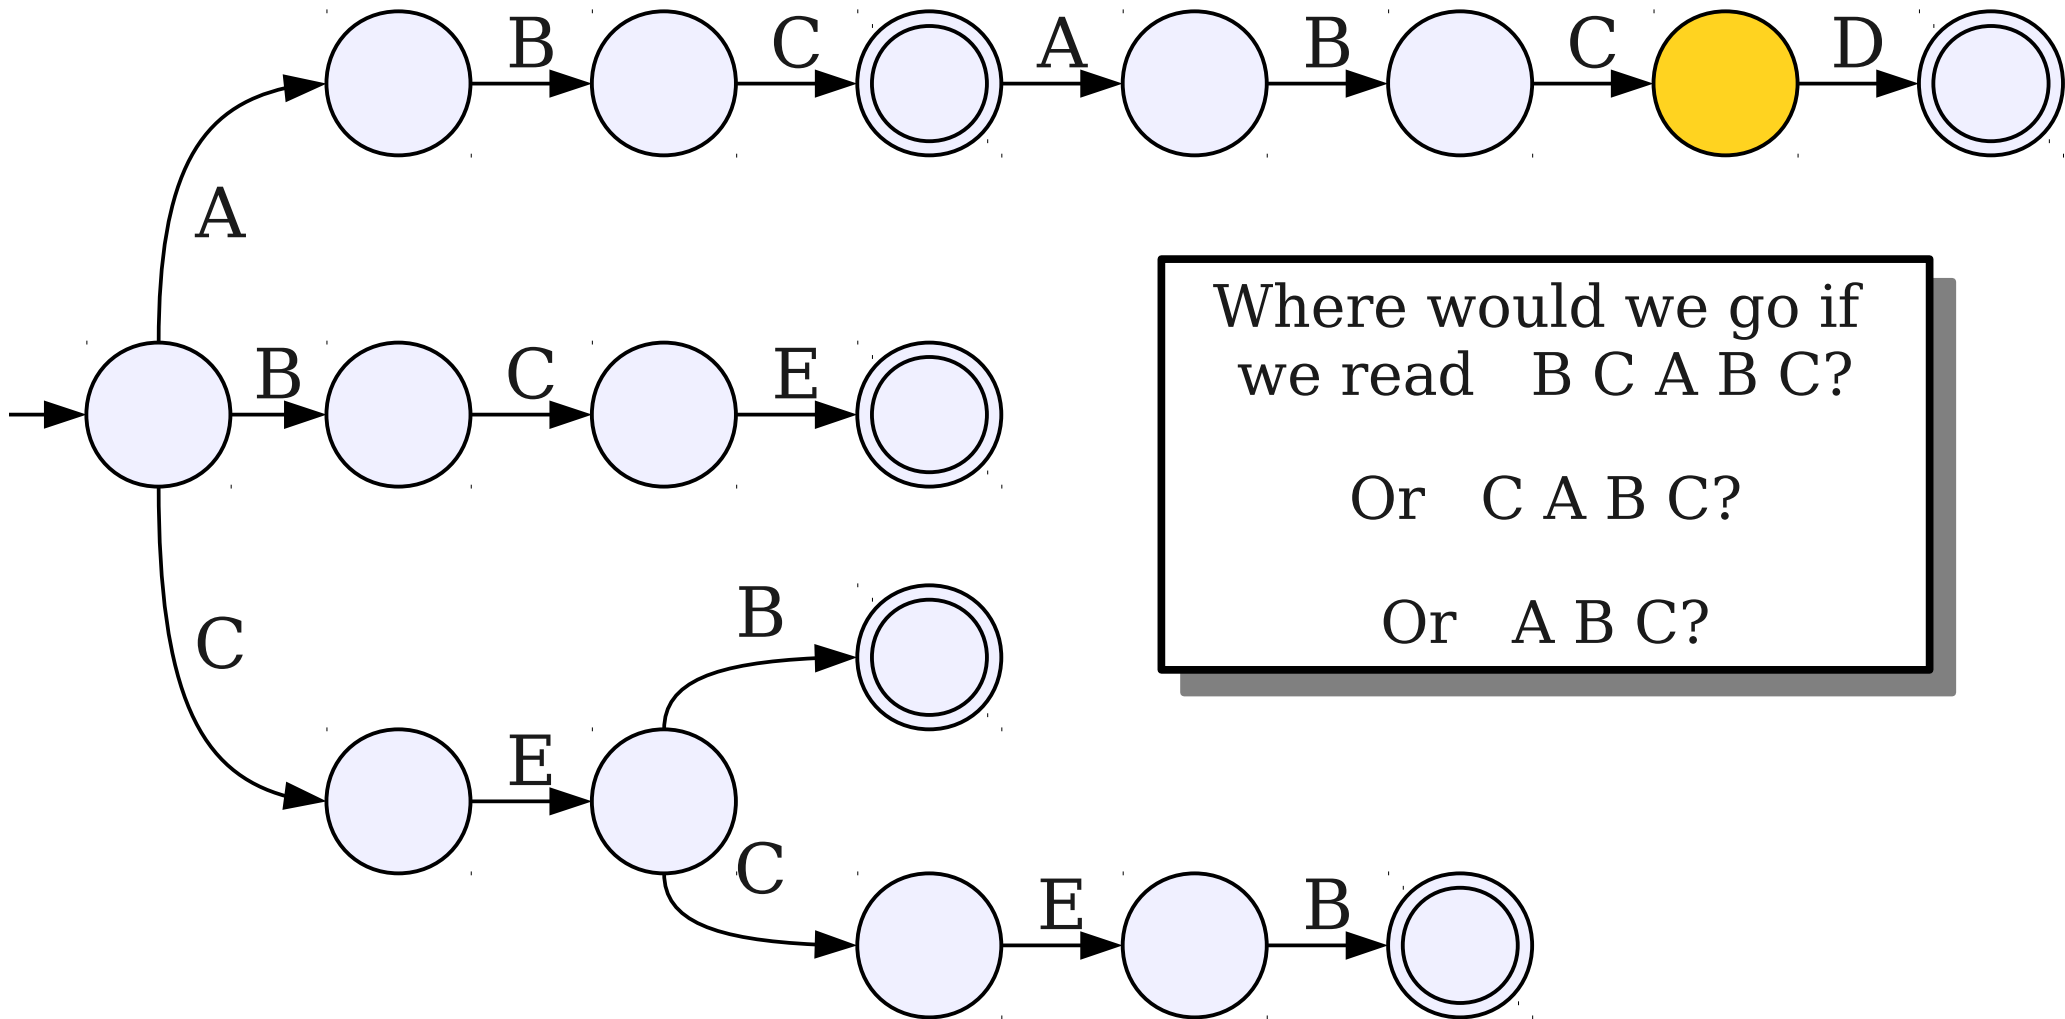 B C A B C D
A
B C E
C
B
E
C
E B
Where would we go if
we read B C A B C?
Or C A B C?
Or A B C?